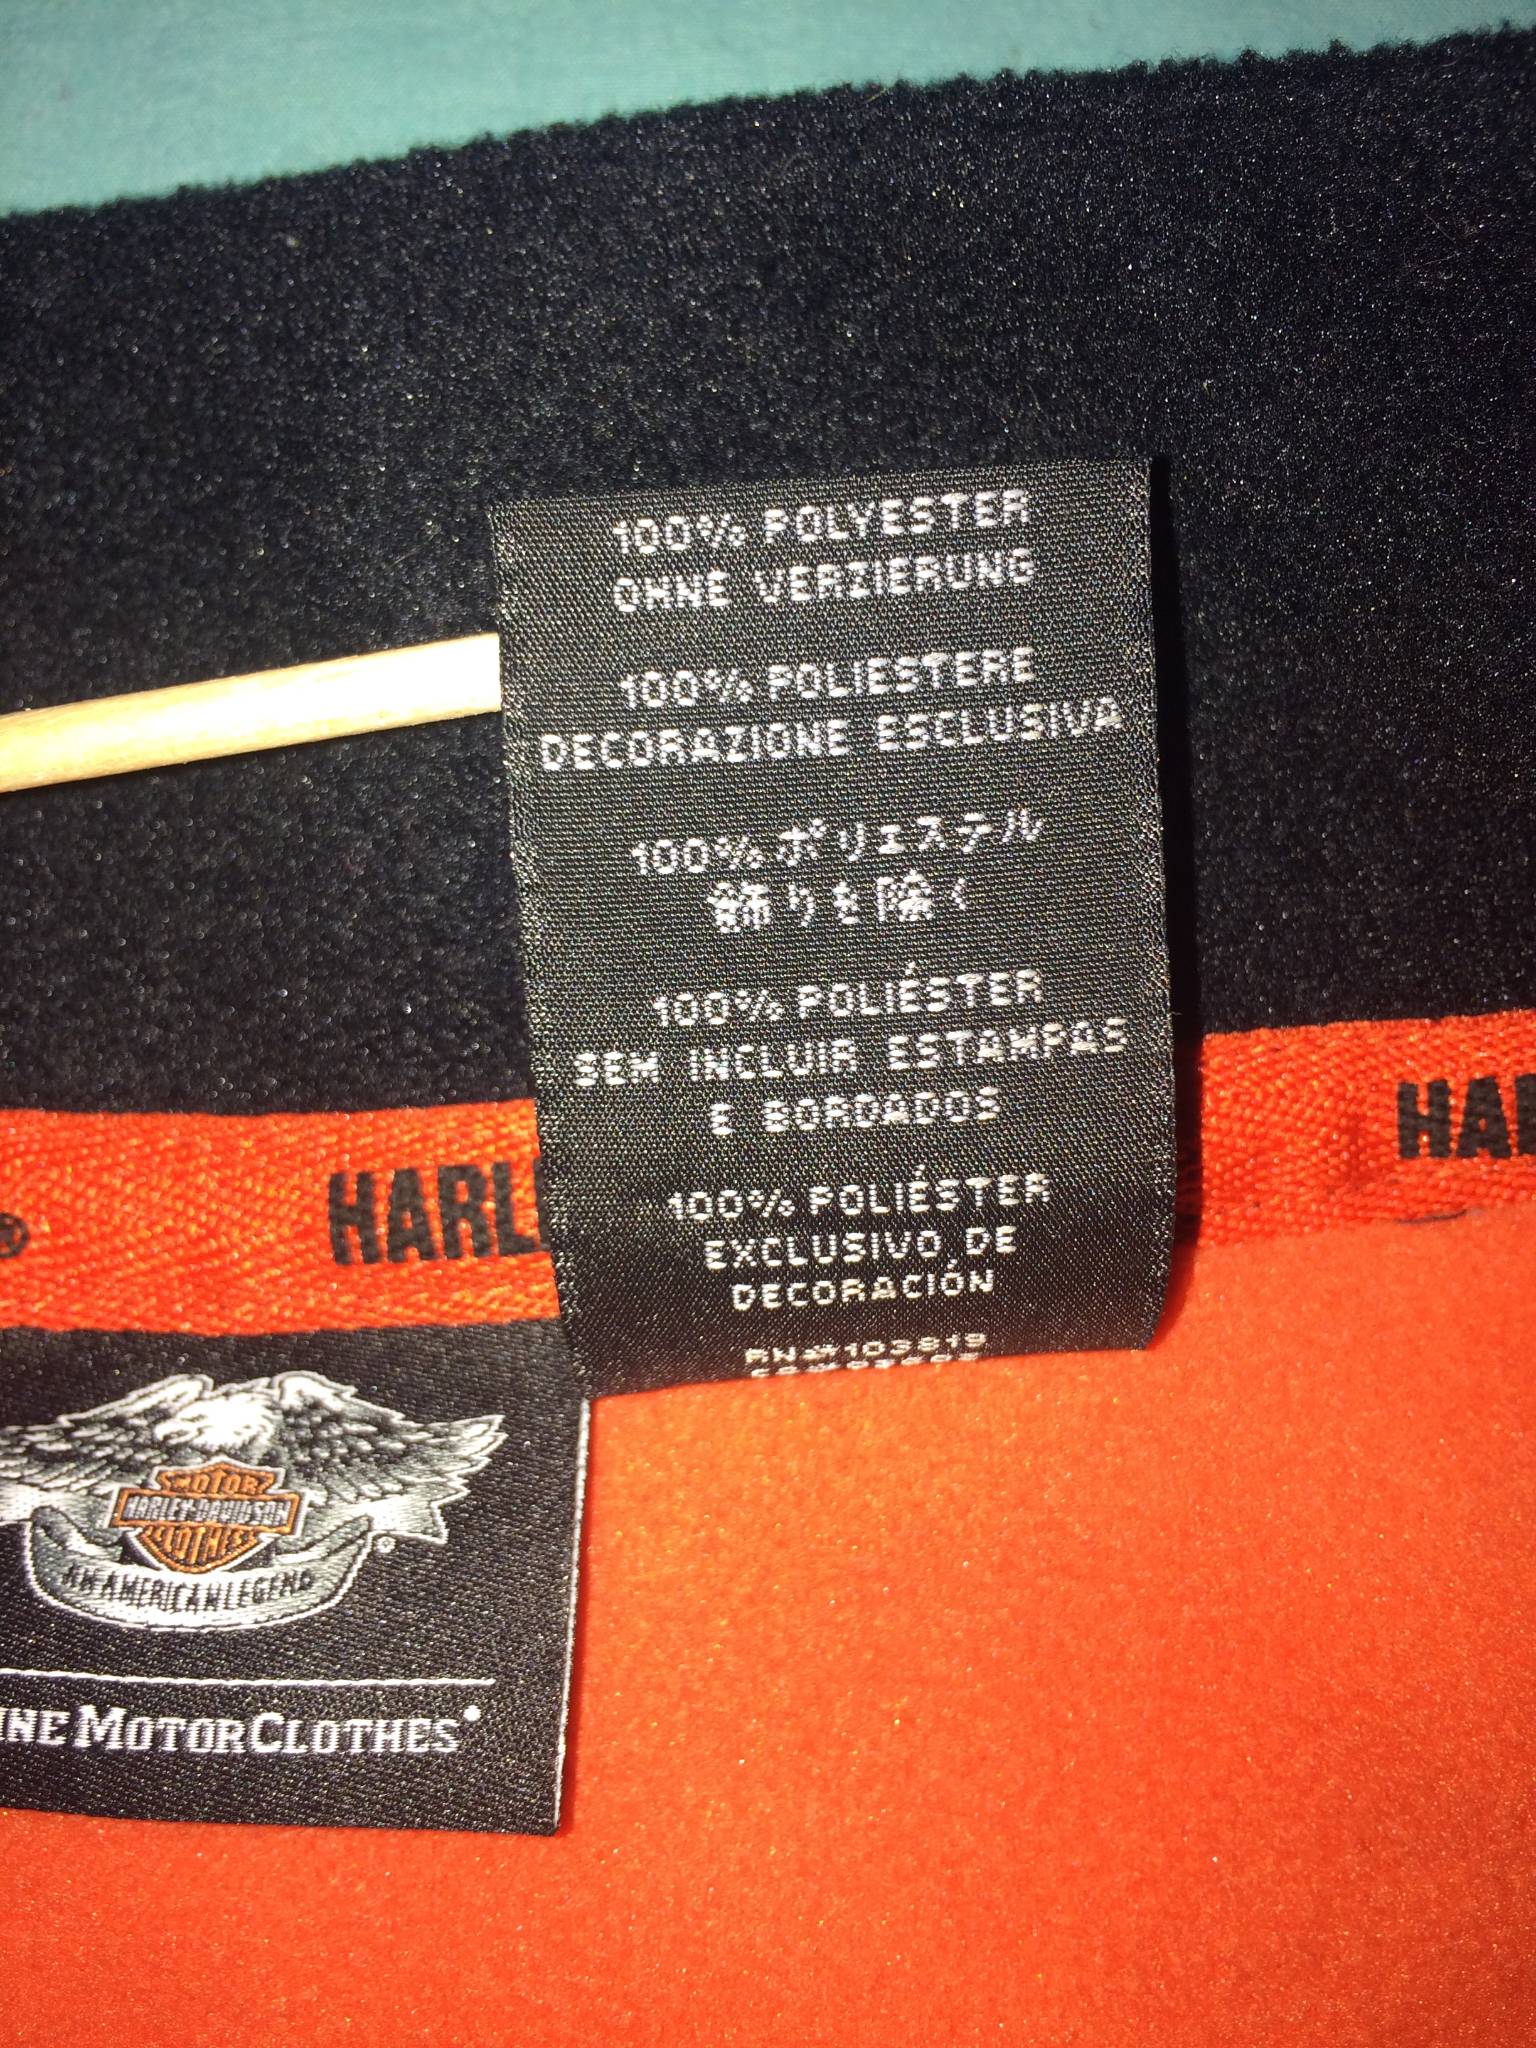 100% POLYESTER
OHNE VERZIERUNG
100% POLIESTERE
DECORAZIONE ESCLUSIVA
100% ポリエステル
飾りを除く
100% POLIÉSTER
SEM INCLUIR ESTAMPAS
E BORDADOS
100% POLIÉSTER
EXCLUSIVO DE
DECORACIÓN
RN#103819
®
HARL
HAR
MOTOR
HARLEY-DAVIDSON
CLOTHES
®
AN AMERICAN LEGEND
INE MOTORCLOTHES®